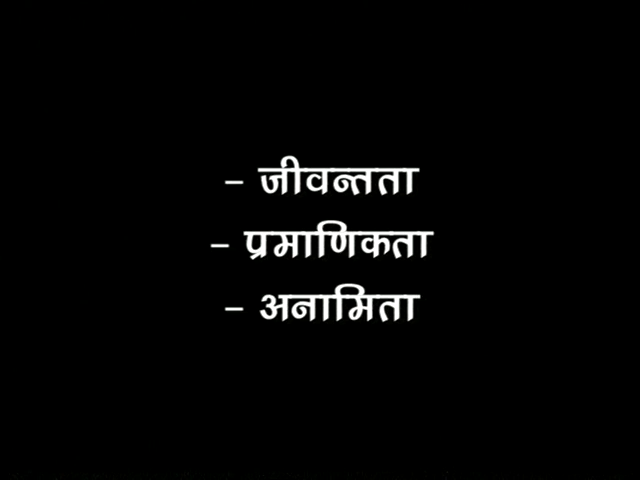 – जीवन्तता
– प्रमाणिकता
– अनामिता